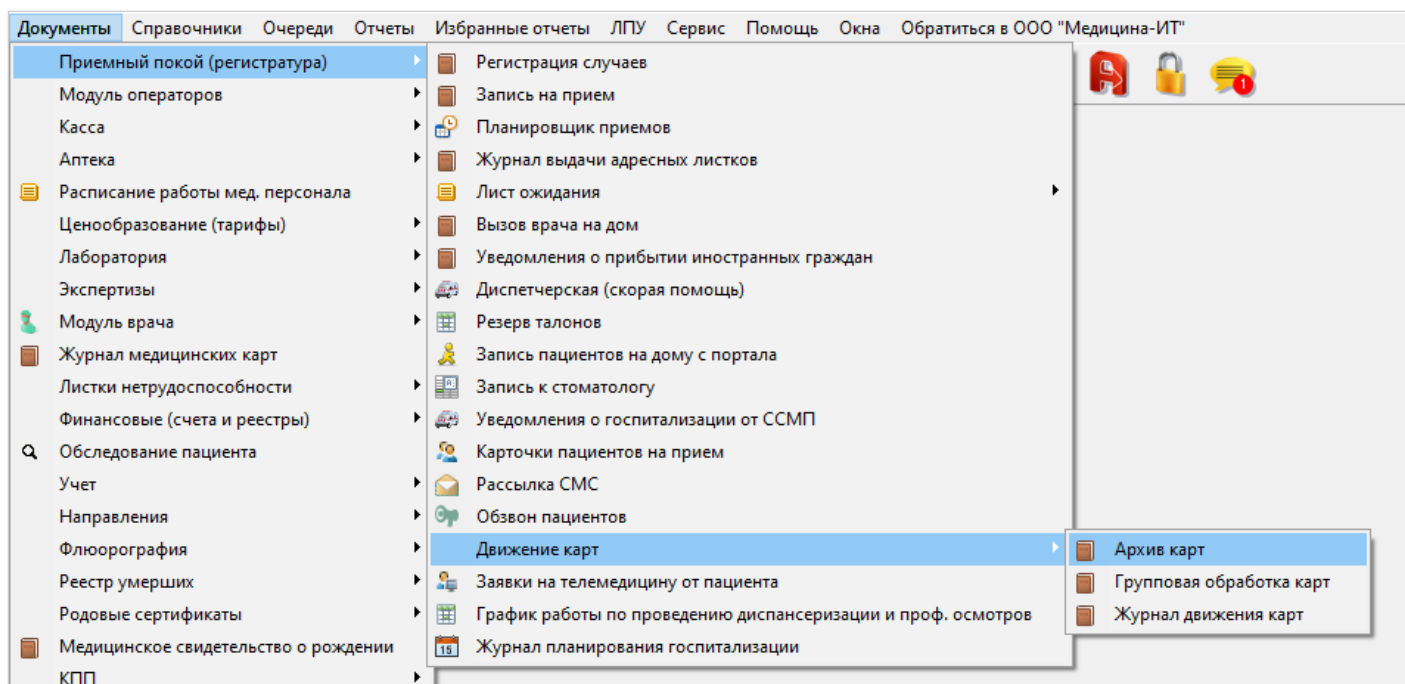 Документы Справочники Очереди Отчеты Избранные отчеты ЛПУ Сервис Помощь Окна Обратиться в ООО "Медицина-ИТ"
1
Приемный покой (регистратура)
Модуль операторов
Касса
Аптека
Расписание работы мед. персонала
Ценообразование (тарифы)
Лаборатория
Экспертизы
Модуль врача
Журнал медицинских карт
Листки нетрудоспособности
Финансовые (счета и реестры)
Обследование пациента
Учет
Направления
Флюорография
Реестр умерших
Родовые сертификаты
Медицинское свидетельство о рождении
КПП
Регистрация случаев
Запись на прием
Планировщик приемов
Журнал выдачи адресных листков
Лист ожидания
Вызов врача на дом
Уведомления о прибытии иностранных граждан
Диспетчерская (скорая помощь)
Резерв талонов
Запись пациентов на дому с портала
Запись к стоматологу
Уведомления о госпитализации от ССМП
Карточки пациентов на прием
Рассылка СМС
Обзвон пациентов
Движение карт
Заявки на телемедицину от пациента
График работы по проведению диспансеризации и проф. осмотров
15 Журнал планирования госпитализации
Архив карт
Групповая обработка карт
Журнал движения карт